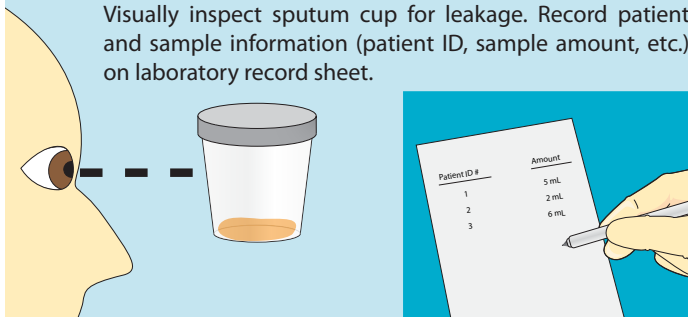 Visually inspect sputum cup for leakage. Record patient
and sample information (patient ID, sample amount, etc.)
on laboratory record sheet.
Patient ID # Amount
1 5 mL
2 2 mL
3 6 mL